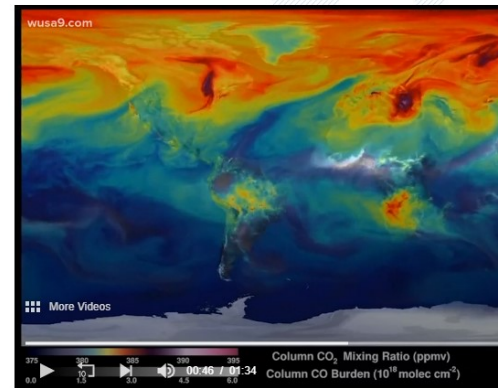 wusa9.com
More Videos
375 380 385 390 395
Column CO₂ Mixing Ratio (ppmv)
10
00:46 / 01:34
0.0 1.5 3.0 4.5 6.0
Column CO Burden (10¹⁸ molec cm⁻²)